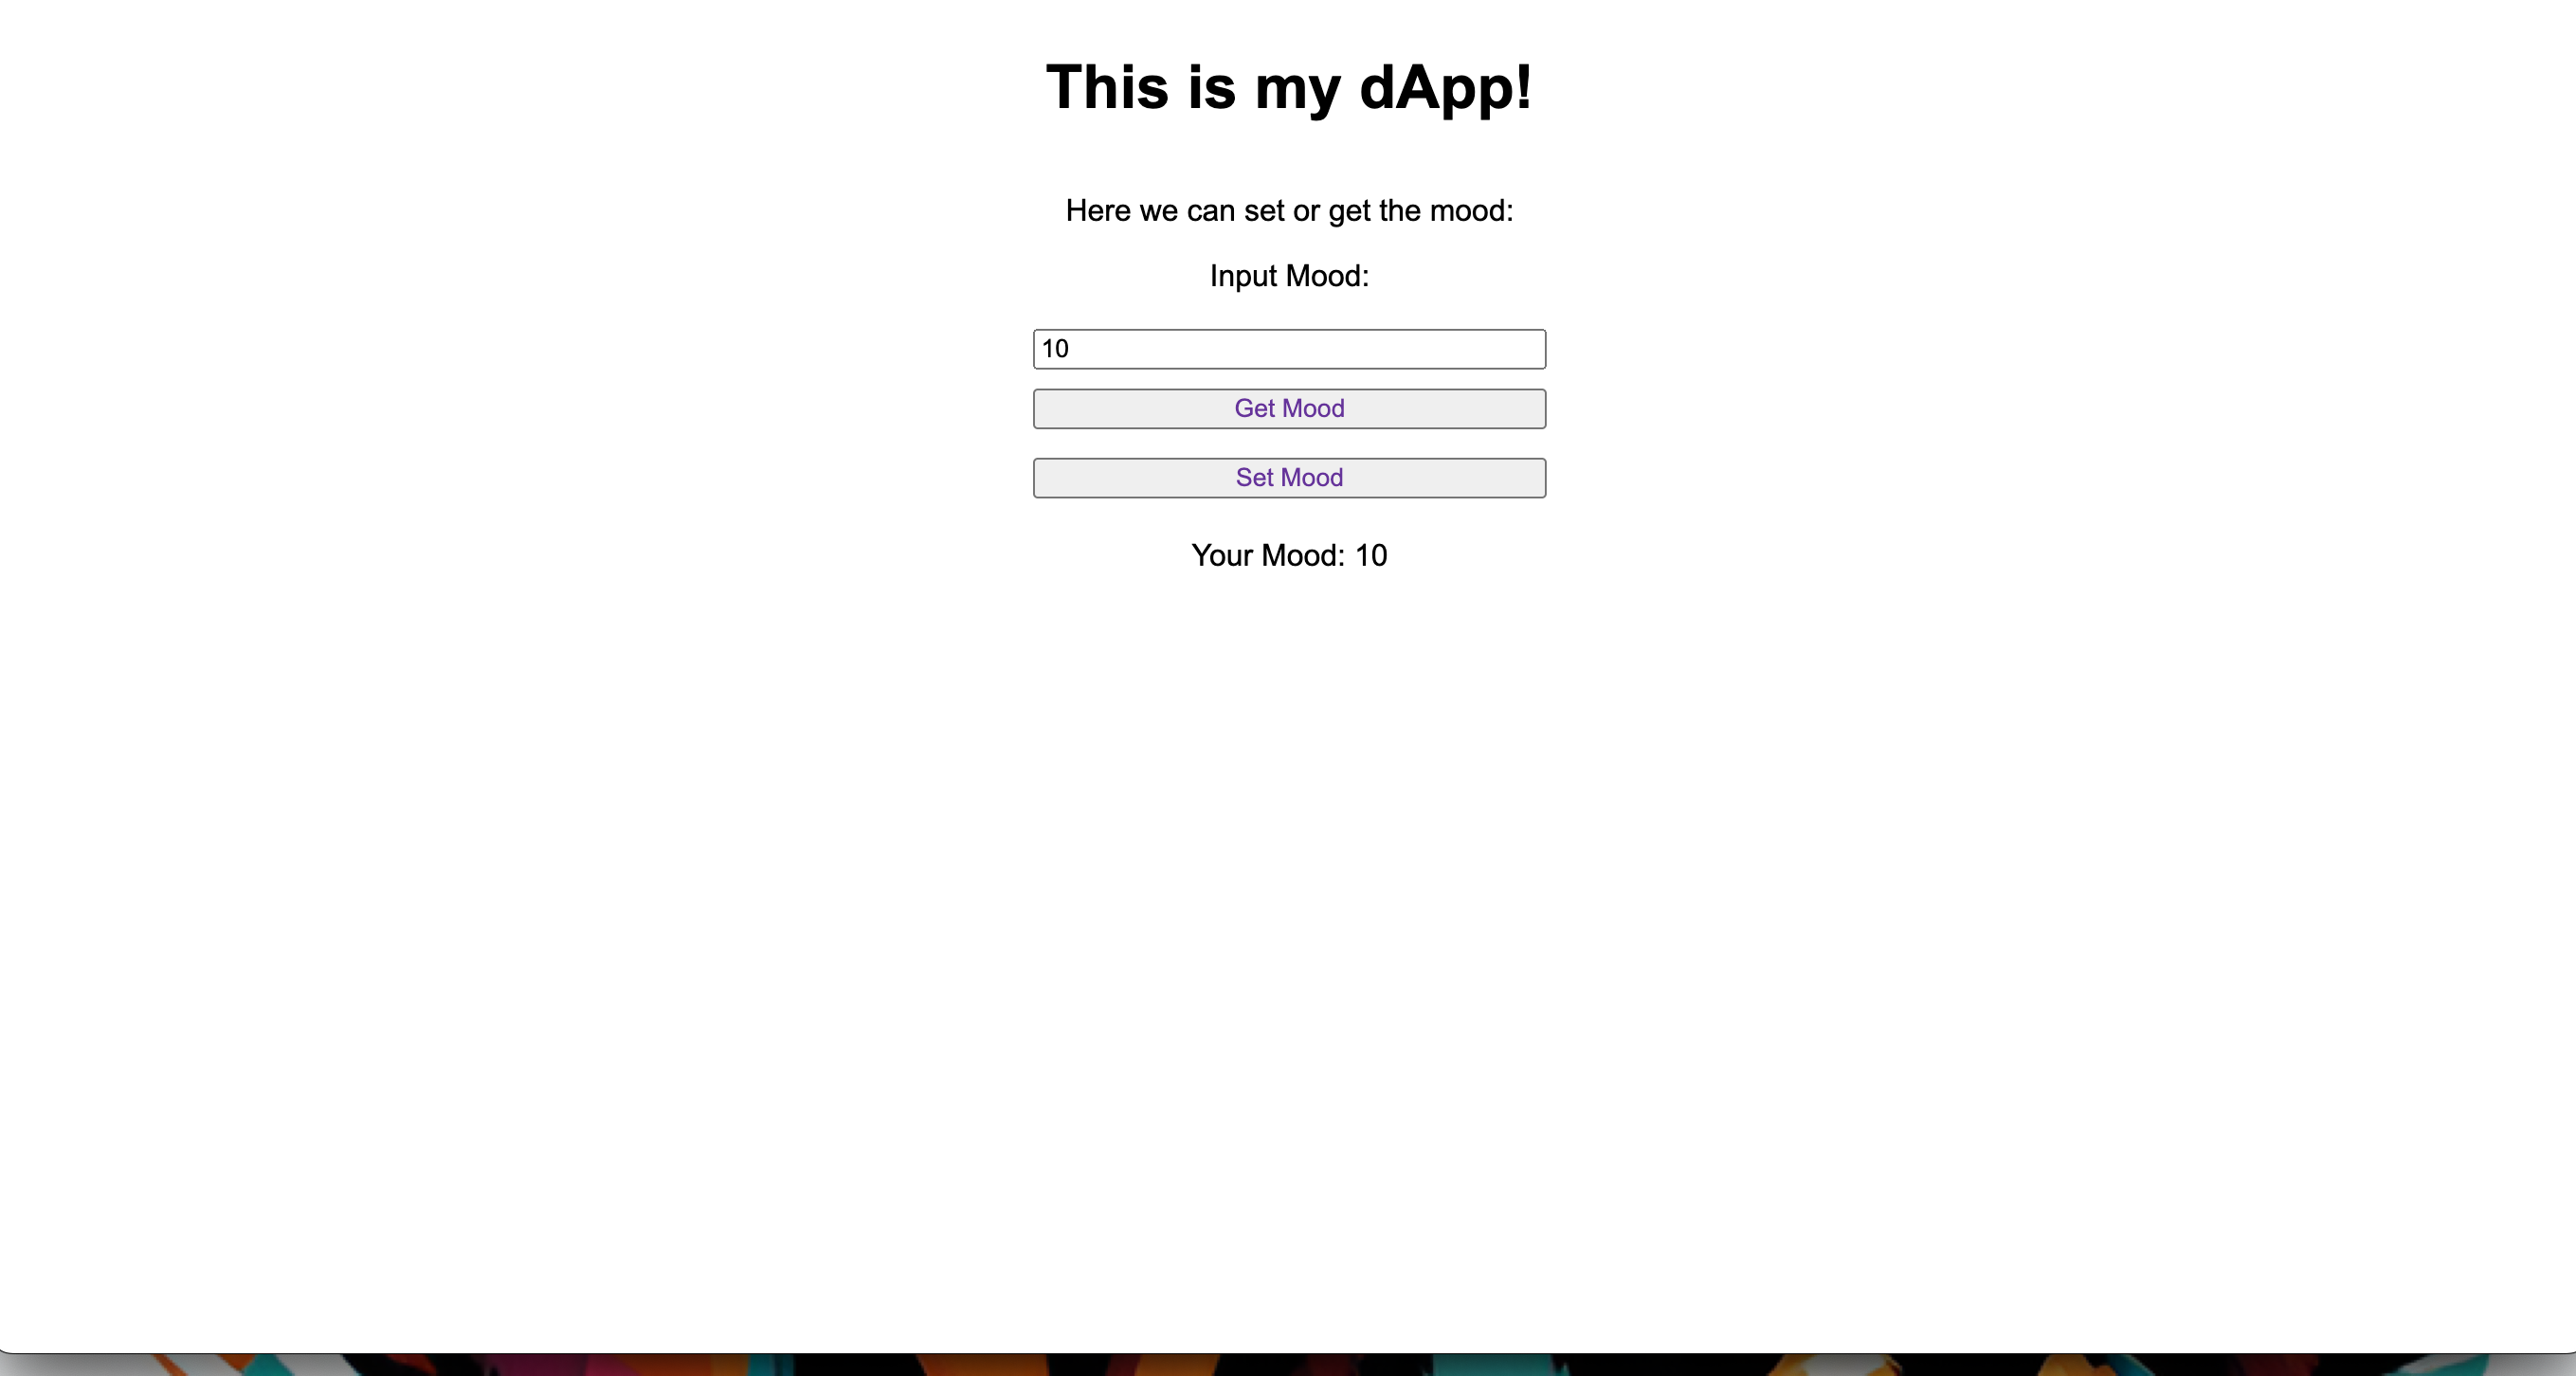 This is my dApp!
Here we can set or get the mood:
Input Mood:
10
Get Mood
Set Mood
Your Mood: 10